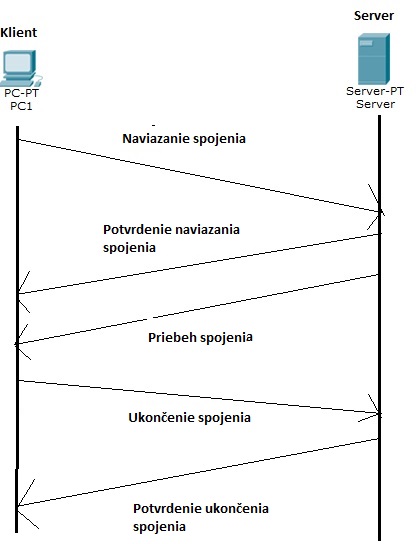 Server
Klient
PC-PT
PC1
Server-PT
Server
Naviazanie spojenia
Potvrdenie naviazania
spojenia
Priebeh spojenia
Ukončenie spojenia
Potvrdenie ukončenia
spojenia